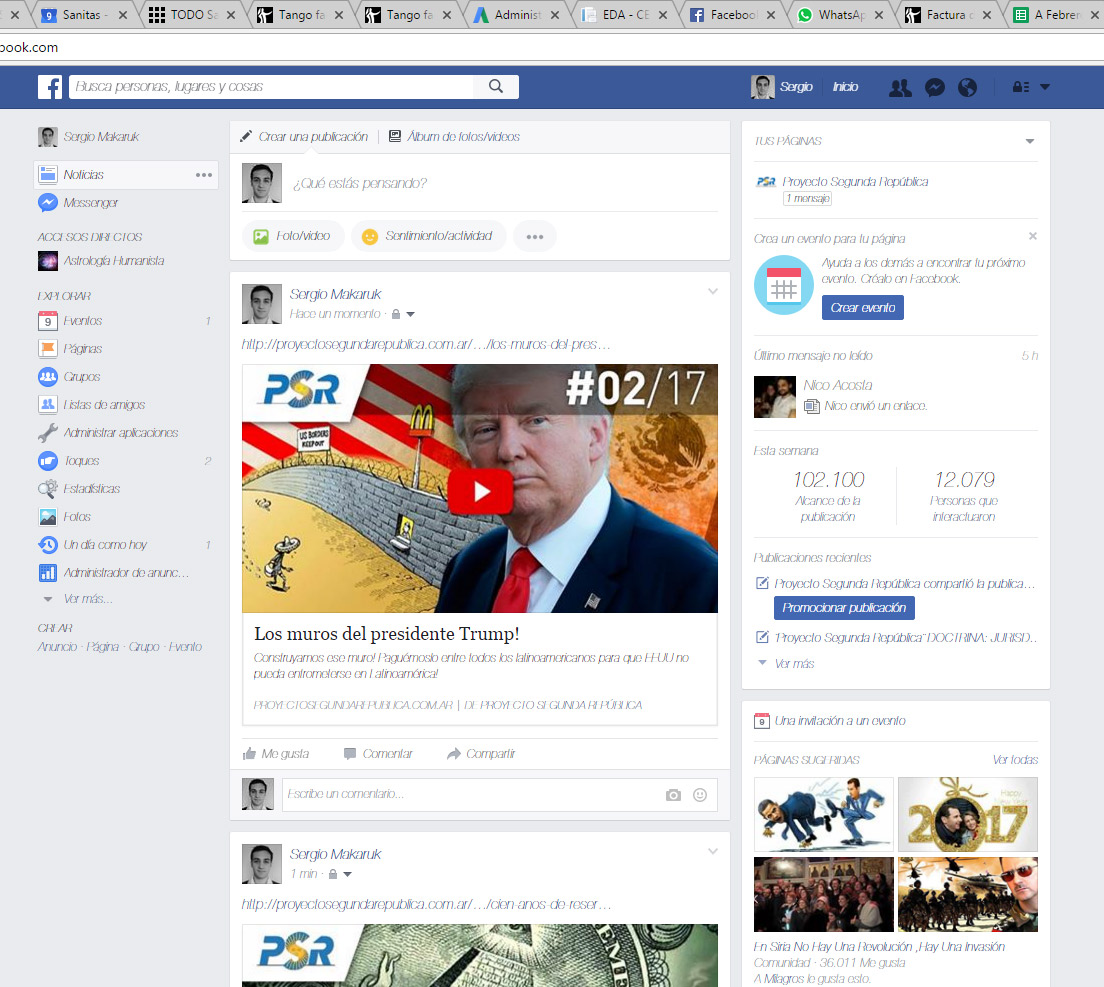 Sanitas -
TODO Sa
Tango fa
Tango fa
Administ
EDA - CE
Facebool
WhatsAp
Factura c
A Febrer
book.com
Busca personas, lugares y cosas
Sergio
Inicio
Sergio Makaruk
Noticias
Messenger
ACCESOS DIRECTOS
Astrología Humanista
EXPLORAR
Eventos 1
Páginas
Grupos
Listas de amigos
Administrar aplicaciones
Toques 2
Estadísticas
Fotos
Un día como hoy 1
Administrador de anunc...
Ver más...
CREAR
Anuncio · Página · Grupo · Evento
Crear una publicación
Álbum de fotos/videos
¿Qué estás pensando?
Foto/video
Sentimiento/actividad
Sergio Makaruk
Hace un momento ·
http://proyectosegundarepublica.com.ar/.../los-muros-del-pres...
PSR
#02/17
US BORDERS
KEEP OUT
Los muros del presidente Trump!
Construyamos ese muro! Paguémoslo entre todos los latinoamericanos para que EEUU no
pueda entrometerse en Latinoamérica!
PROYECTOSEGUNDAREPUBLICA.COM.AR | DE PROYECTO SEGUNDA REPÚBLICA
Me gusta
Comentar
Compartir
Escribe un comentario...
Sergio Makaruk
1 min ·
http://proyectosegundarepublica.com.ar/.../cien-anos-de-reser...
PSR
TUS PÁGINAS
PSR
Proyecto Segunda República
1 mensaje
Crea un evento para tu página
Ayuda a los demás a encontrar tu próximo
evento. Créalo en Facebook.
Crear evento
Último mensaje no leído 5 h
Nico Acosta
Nico envió un enlace.
Esta semana
102.100
Alcance de la
publicación
12.079
Personas que
interactuaron
Publicaciones recientes
Proyecto Segunda República compartió la publica...
Promocionar publicación
"Proyecto Segunda República" DOCTRINA: JURISD...
Ver más
Una invitación a un evento
PÁGINAS SUGERIDAS
Ver todas
Happy
New Year
2017
En Siria No Hay Una Revolución ,Hay Una Invasión
Comunidad · 36.011 Me gusta
A Milagros le gusta esto.